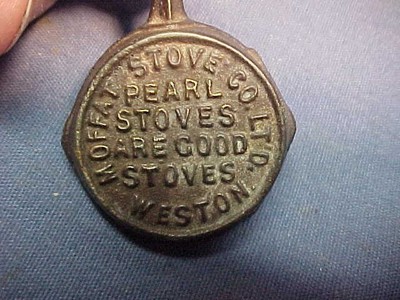 MOFFAT STOVE CO LTD.
PEARL
STOVES
ARE GOOD
STOVES
WESTON.